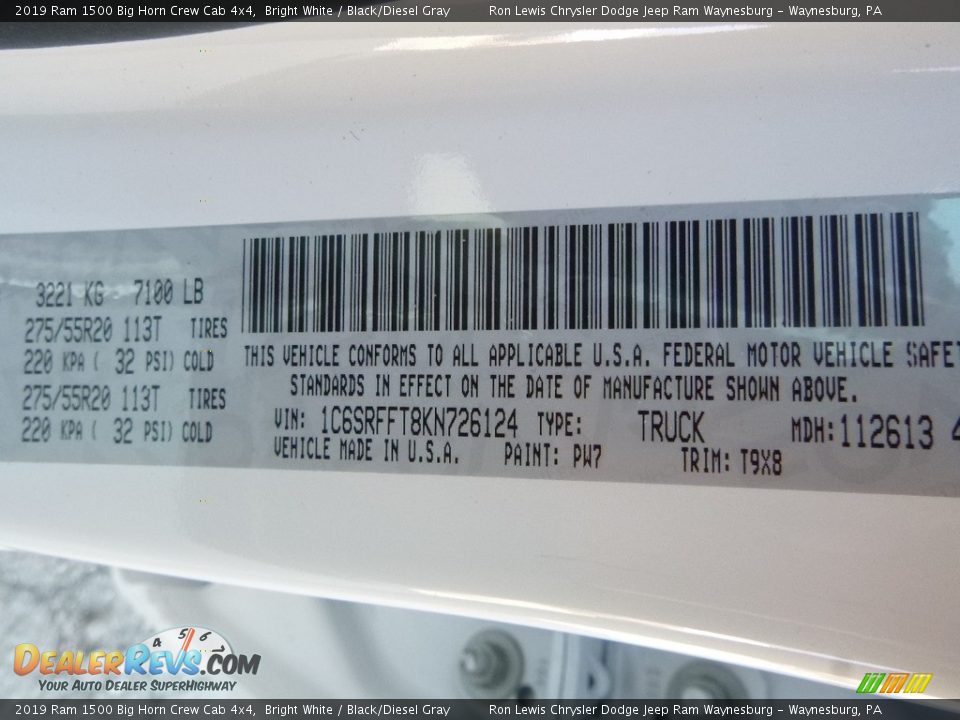 2019 Ram 1500 Big Horn Crew Cab 4x4, Bright White / Black/Diesel Gray Ron Lewis Chrysler Dodge Jeep Ram Waynesburg - Waynesburg, PA
3221 KG 7100 LB
275/55R20 113T TIRES
220 KPA ( 32 PSI) COLD
275/55R20 113T TIRES
220 KPA ( 32 PSI) COLD
THIS VEHICLE CONFORMS TO ALL APPLICABLE U.S.A. FEDERAL MOTOR VEHICLE SAFET
STANDARDS IN EFFECT ON THE DATE OF MANUFACTURE SHOWN ABOVE.
VIN: 1C6SRFFT8KN726124 TYPE: TRUCK MDH: 112613 4
VEHICLE MADE IN U.S.A. PAINT: PW7 TRIM: T9X8
4 5 6
DealerRevs.com
Your Auto Dealer SuperHighway
2019 Ram 1500 Big Horn Crew Cab 4x4, Bright White / Black/Diesel Gray Ron Lewis Chrysler Dodge Jeep Ram Waynesburg - Waynesburg, PA